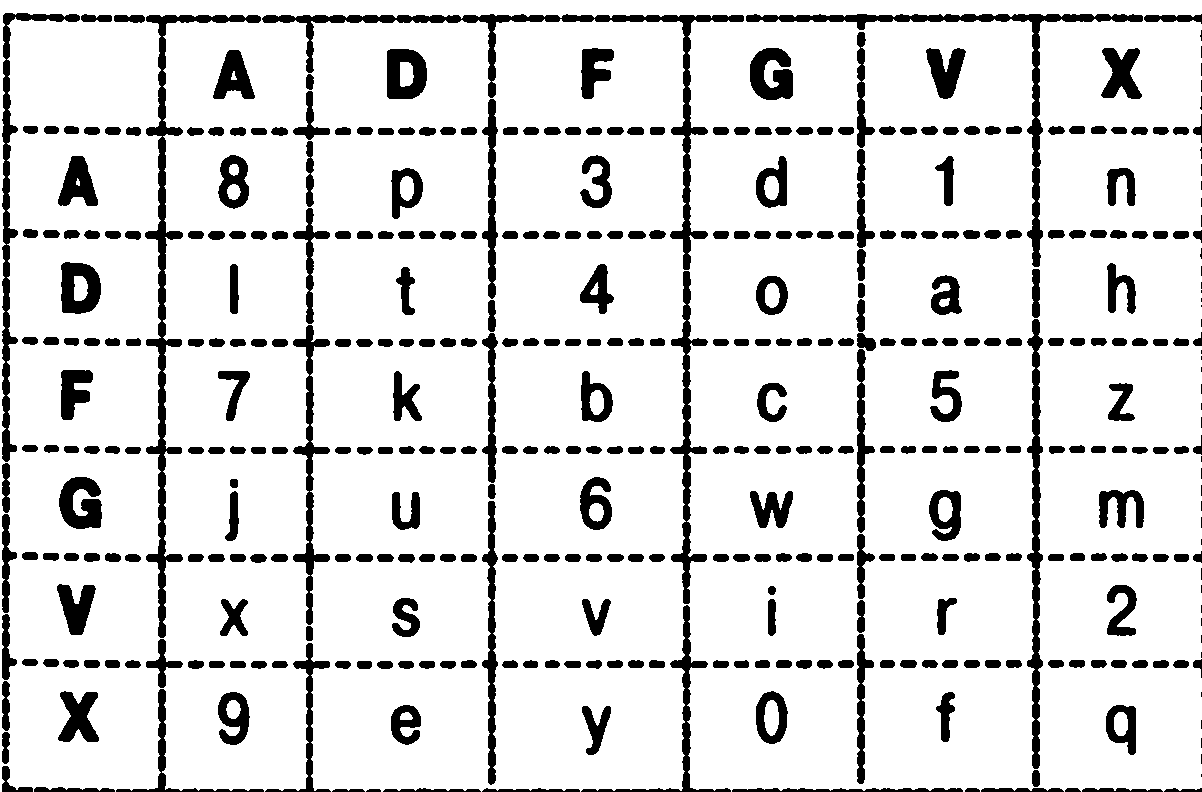 A D F G V X
A 8 p 3 d 1 n
D l t 4 o a h
F 7 k b c 5 z
G j u 6 w g m
V x s v i r 2
X 9 e y 0 f q